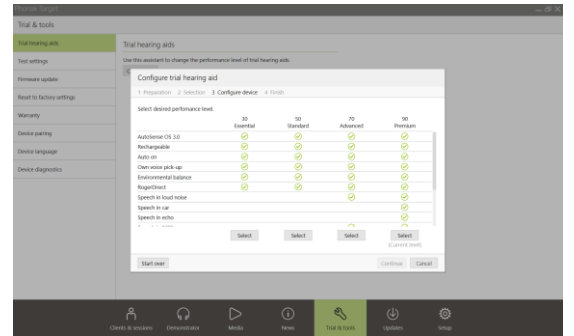 Phonak Target
Trial & tools
Trial hearing aids
Test settings
Firmware update
Reset to factory settings
Warranty
Device pairing
Device language
Device diagnostics
Trial hearing aids
Use this assistant to change the performance level of trial hearing aids.
Configure trial hearing aid
1 Preparation 2 Selection 3 Configure device 4 Finish
Select desired perfomance level.
30 50 70 90
Essential Standard Advanced Premium
AutoSense OS 3.0
Rechargeable
Auto on
Own voice pick-up
Environmental balance
RogerDirect
Speech in loud noise
Speech in car
Speech in echo
Select Select Select Select
(Current level)
Start over Continue Cancel
Clients & sessions Demonstrator Media News Trial & tools Updates Setup